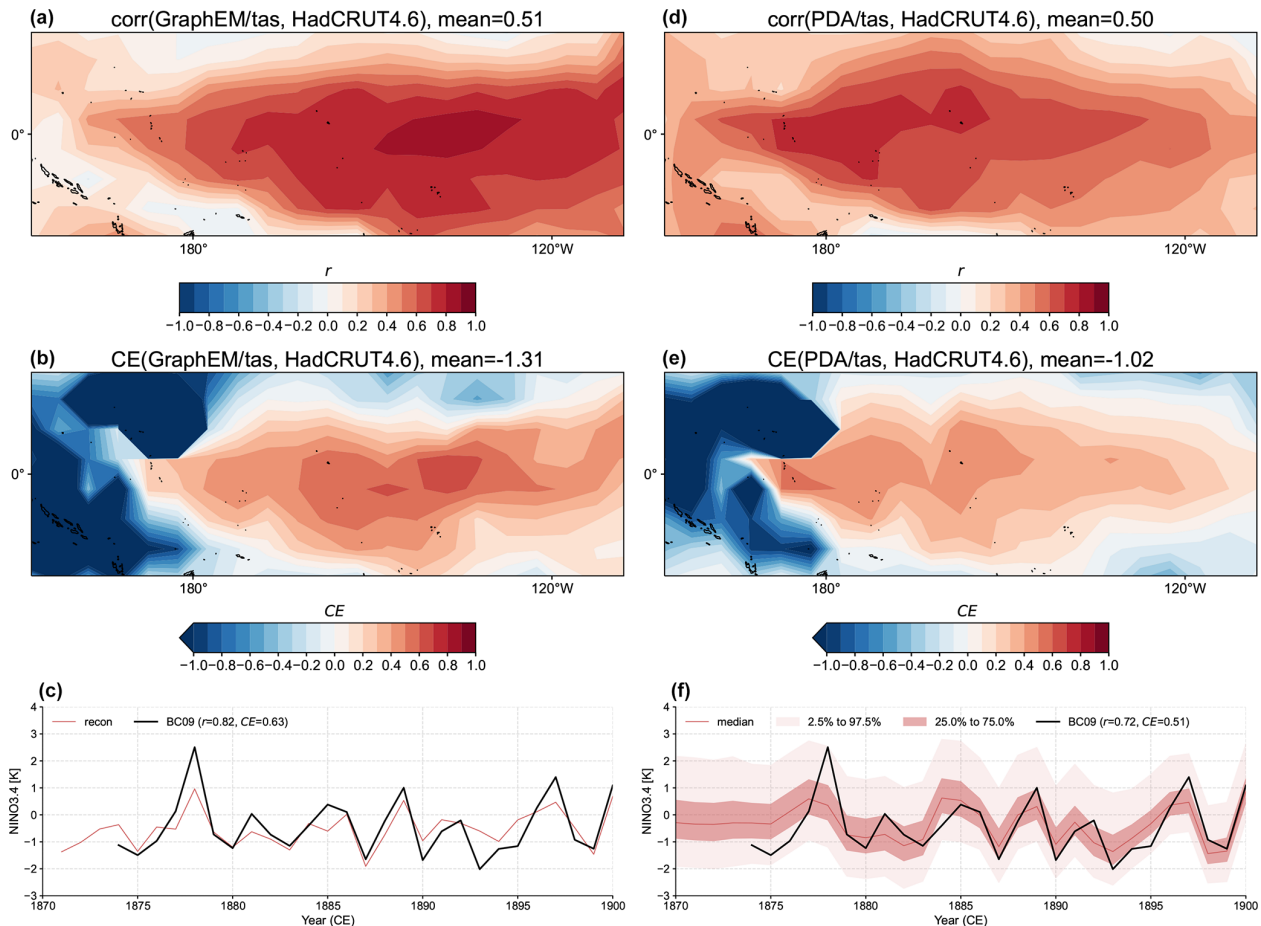 (a) corr(GraphEM/tas, HadCRUT4.6), mean=0.51
0°
180° 120°W
r
−1.0 −0.8 −0.6 −0.4 −0.2 0.0 0.2 0.4 0.6 0.8 1.0
(d) corr(PDA/tas, HadCRUT4.6), mean=0.50
0°
180° 120°W
r
−1.0 −0.8 −0.6 −0.4 −0.2 0.0 0.2 0.4 0.6 0.8 1.0
(b) CE(GraphEM/tas, HadCRUT4.6), mean=-1.31
0°
180° 120°W
CE
−1.0 −0.8 −0.6 −0.4 −0.2 0.0 0.2 0.4 0.6 0.8 1.0
(e) CE(PDA/tas, HadCRUT4.6), mean=-1.02
0°
180° 120°W
CE
−1.0 −0.8 −0.6 −0.4 −0.2 0.0 0.2 0.4 0.6 0.8 1.0
(c)
recon BC09 (r=0.82, CE=0.63)
NINO3.4 [K]
4
3
2
1
0
−1
−2
−3
1870 1875 1880 1885 1890 1895 1900
Year (CE)
(f)
median 2.5% to 97.5% 25.0% to 75.0% BC09 (r=0.72, CE=0.51)
NINO3.4 [K]
4
3
2
1
0
−1
−2
−3
1870 1875 1880 1885 1890 1895 1900
Year (CE)